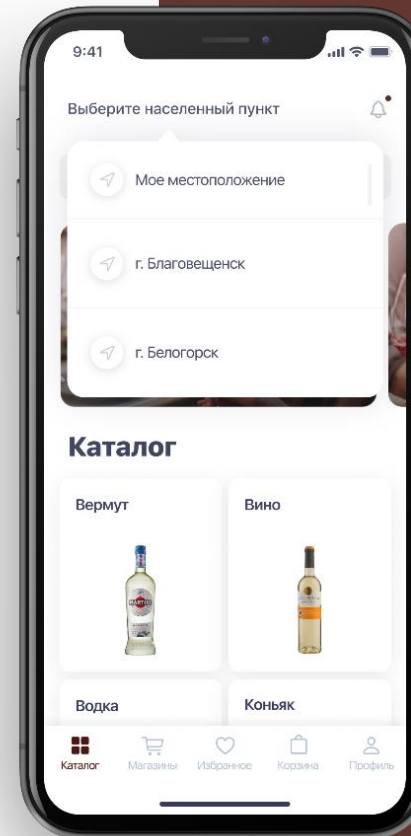 9:41
Выберите населенный пункт
Мое местоположение
г. Благовещенск
г. Белогорск
Каталог
Вермут
Вино
MARTINI
Водка
Коньяк
Каталог
Магазины
Избранное
Корзина
Профиль